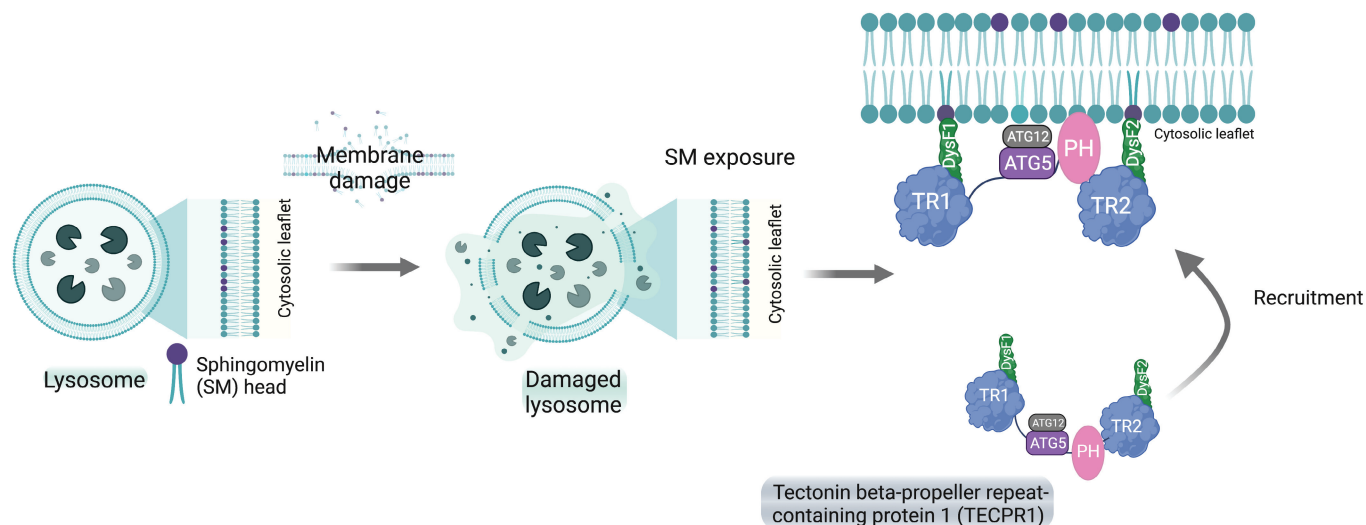 Membrane
damage
Cytosolic leaflet
Lysosome
Sphingomyelin
(SM) head
SM exposure
Cytosolic leaflet
Damaged
lysosome
DysF1
ATG12
ATG5
PH
DysF2
Cytosolic leaflet
TR1
TR2
Recruitment
DysF1
DysF2
TR1
ATG12
ATG5
PH
TR2
Tectonin beta-propeller repeat-
containing protein 1 (TECPR1)